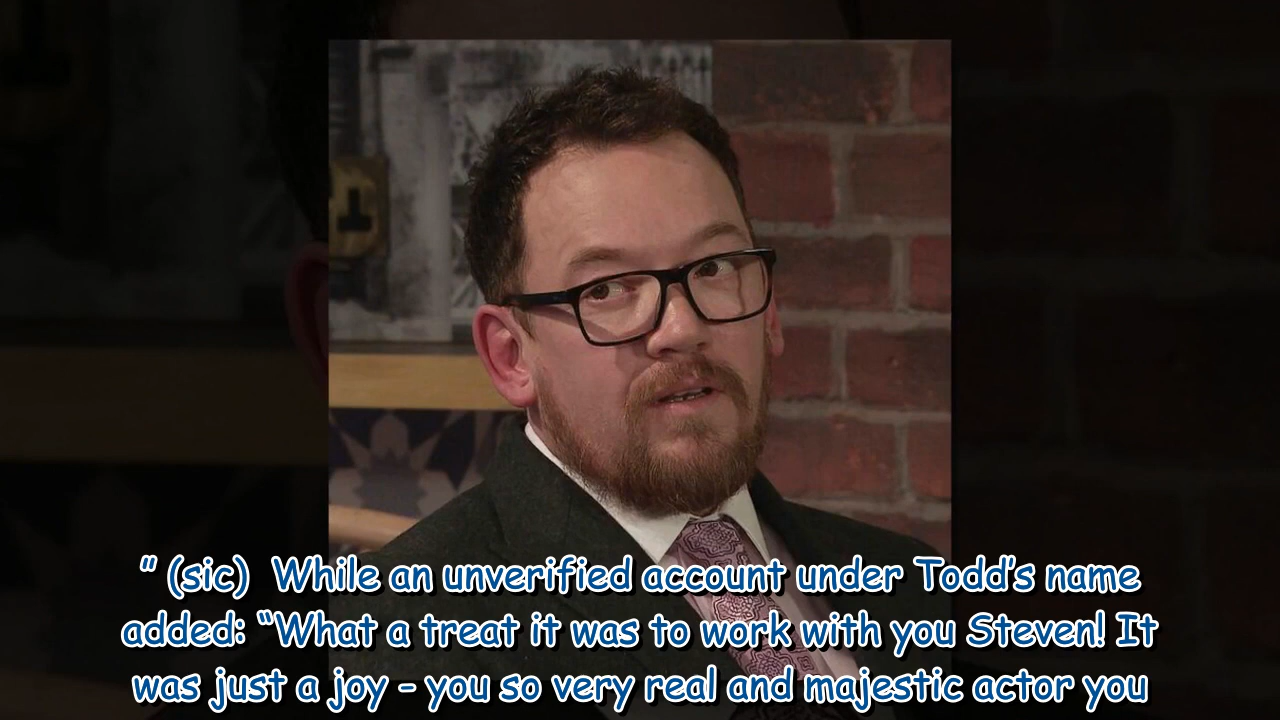 ” (sic)  While an unverified account under Todd’s name
added: “What a treat it was to work with you Steven! It
was just a joy - you so very real and majestic actor you